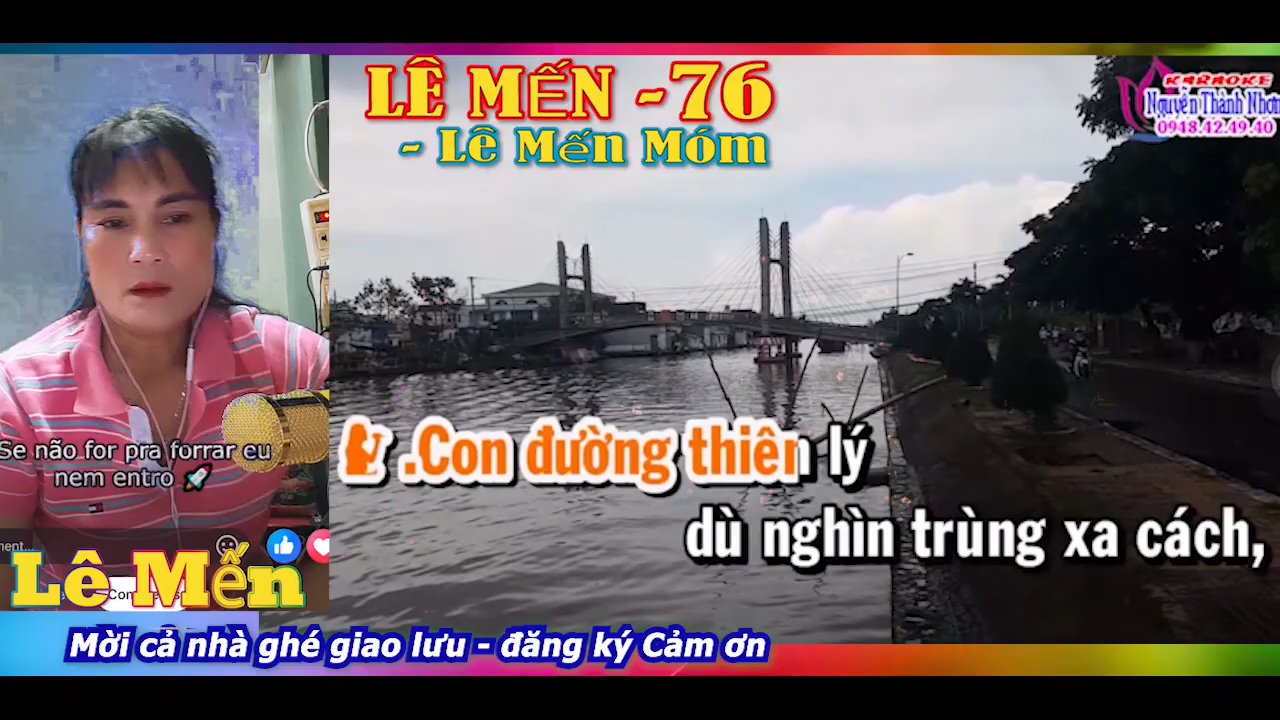 LÊ MẾN -76
- Lê Mến Móm
KARAOKE
Nguyễn Thành Nhơn
0948.42.49.40
.Con đường thiên lý
dù nghìn trùng xa cách,
Se não for pra forrar eu
nem entro 🚀
Lê Mến
Mời cả nhà ghé giao lưu - đăng ký Cảm ơn